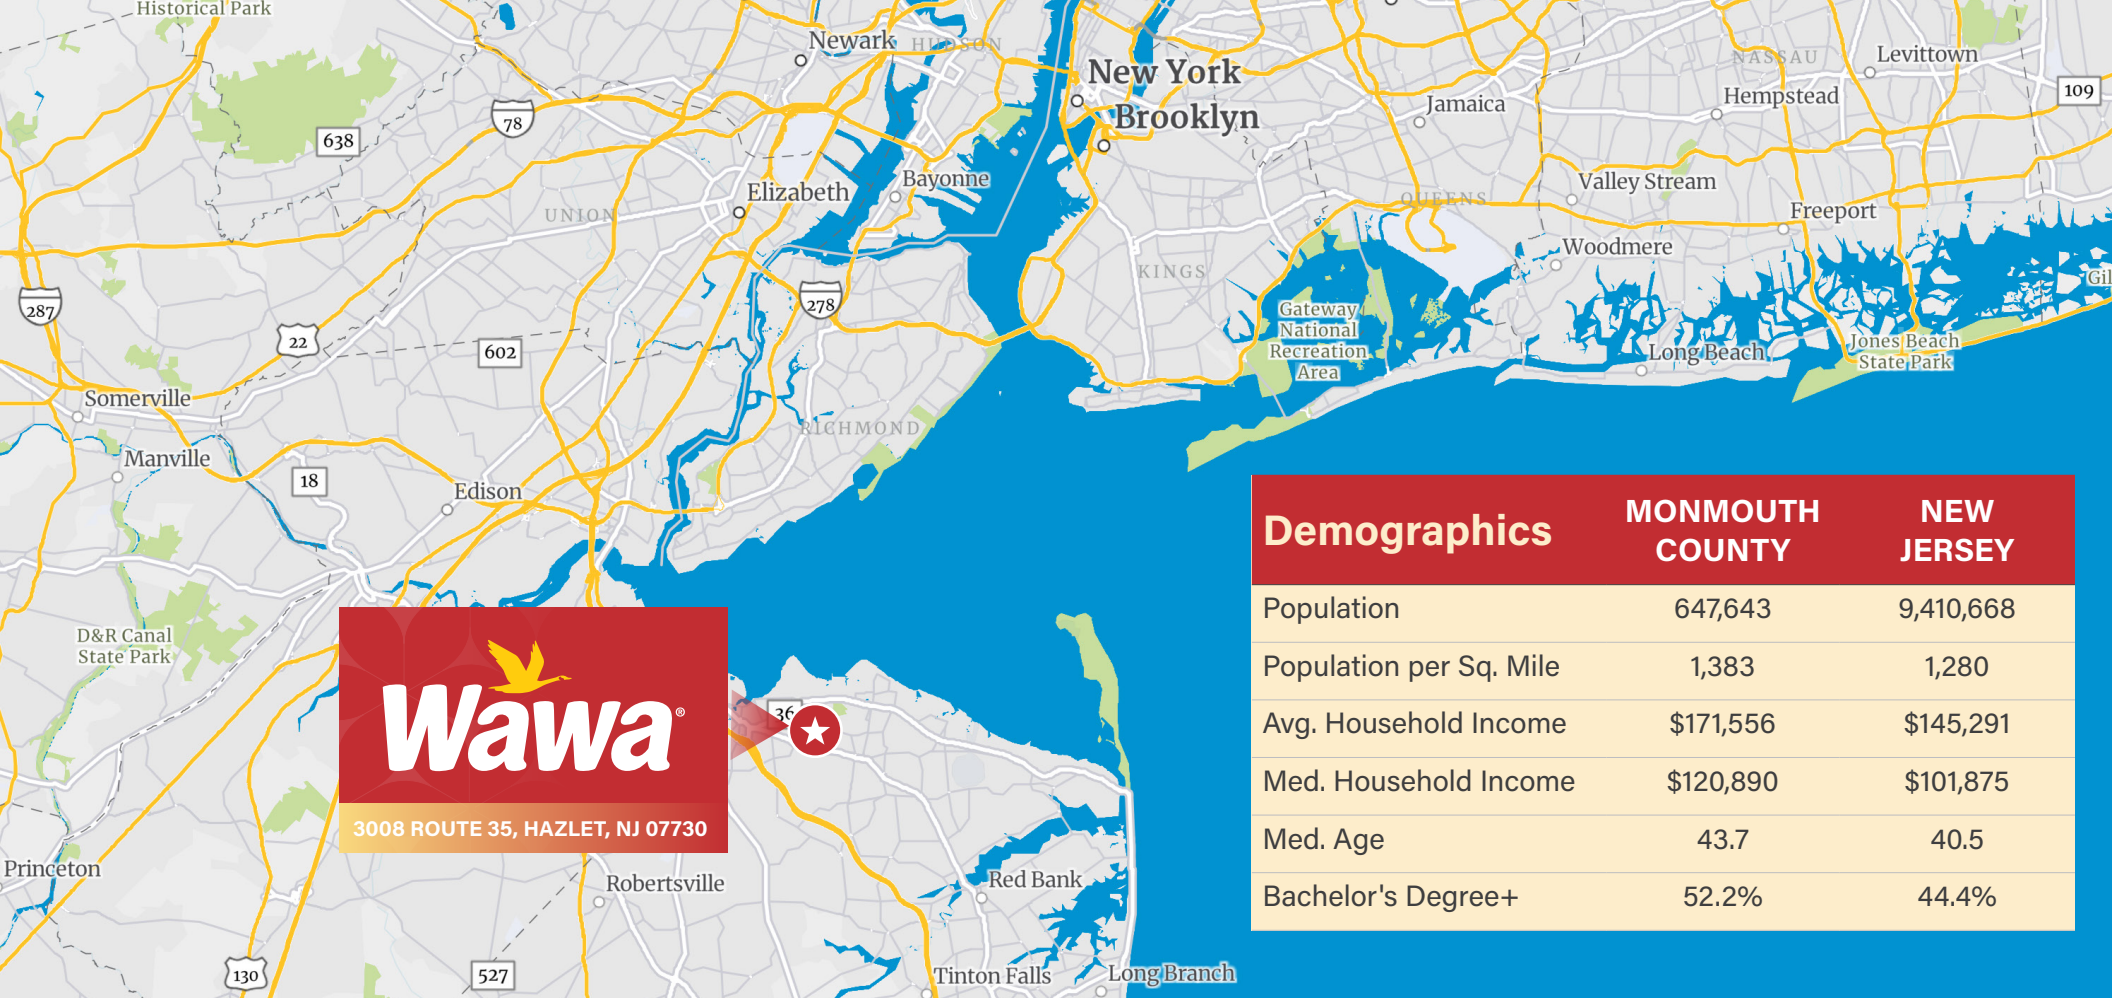 Historical Park
Newark
HUDSON
New York
Brooklyn
NASSAU
Levittown
109
Hempstead
Jamaica
78
638
Elizabeth
Bayonne
UNION
QUEENS
Valley Stream
Freeport
Woodmere
KINGS
Gil
287
278
22
602
Gateway
National
Recreation
Area
Long Beach
Jones Beach
State Park
Somerville
RICHMOND
Manville
18
Edison
D&R Canal
State Park
36
Wawa®
3008 ROUTE 35, HAZLET, NJ 07730
Princeton
Robertsville
Red Bank
130
527
Tinton Falls
Long Branch
Demographics MONMOUTH COUNTY NEW JERSEY
Population 647,643 9,410,668
Population per Sq. Mile 1,383 1,280
Avg. Household Income $171,556 $145,291
Med. Household Income $120,890 $101,875
Med. Age 43.7 40.5
Bachelor's Degree+ 52.2% 44.4%